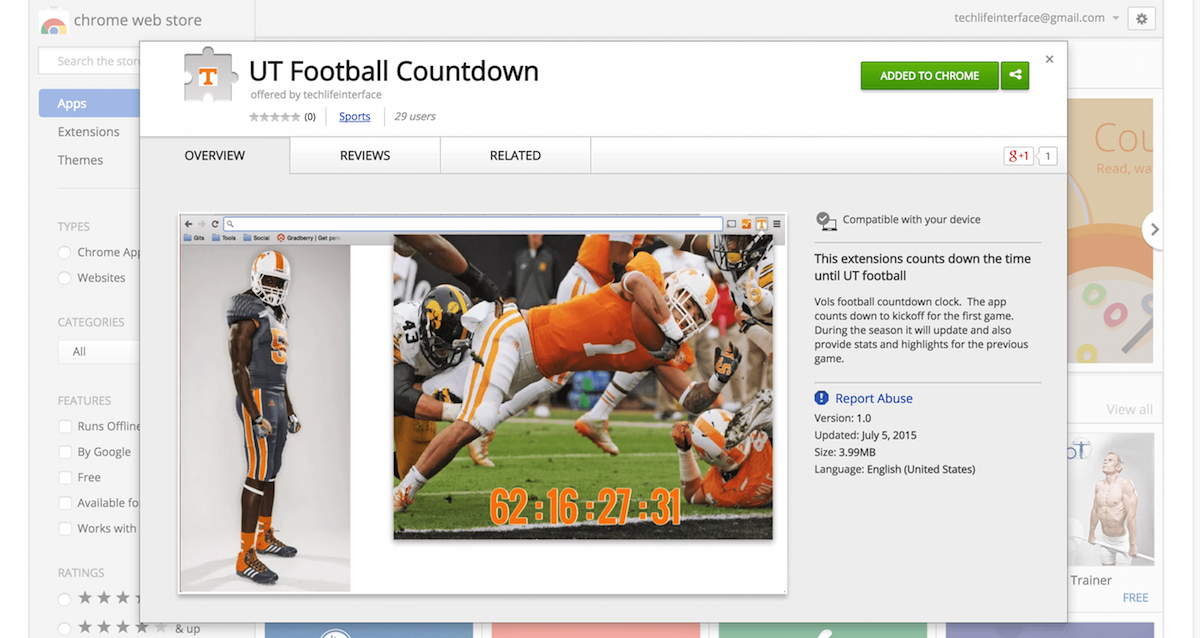 chrome web store
techlifeinterface@gmail.com
Search the store
Apps
Extensions
Themes
TYPES
Chrome App
Websites
CATEGORIES
All
FEATURES
Runs Offline
By Google
Free
Available fo
Works with
RATINGS
& up
T
UT Football Countdown
offered by techlifeinterface
(0)
Sports
29 users
ADDED TO CHROME
OVERVIEW
REVIEWS
RELATED
g+1
1
Gits
Tools
Social
Gradberry | Get
T
5
43
1
15
62:16:27:31
Compatible with your device
This extensions counts down the time
until UT football
Vols football countdown clock. The app
counts down to kickoff for the first game.
During the season it will update and also
provide stats and highlights for the previous
game.
Report Abuse
Version: 1.0
Updated: July 5, 2015
Size: 3.99MB
Language: English (United States)
Cou
Read, wa
View all
Trainer
FREE